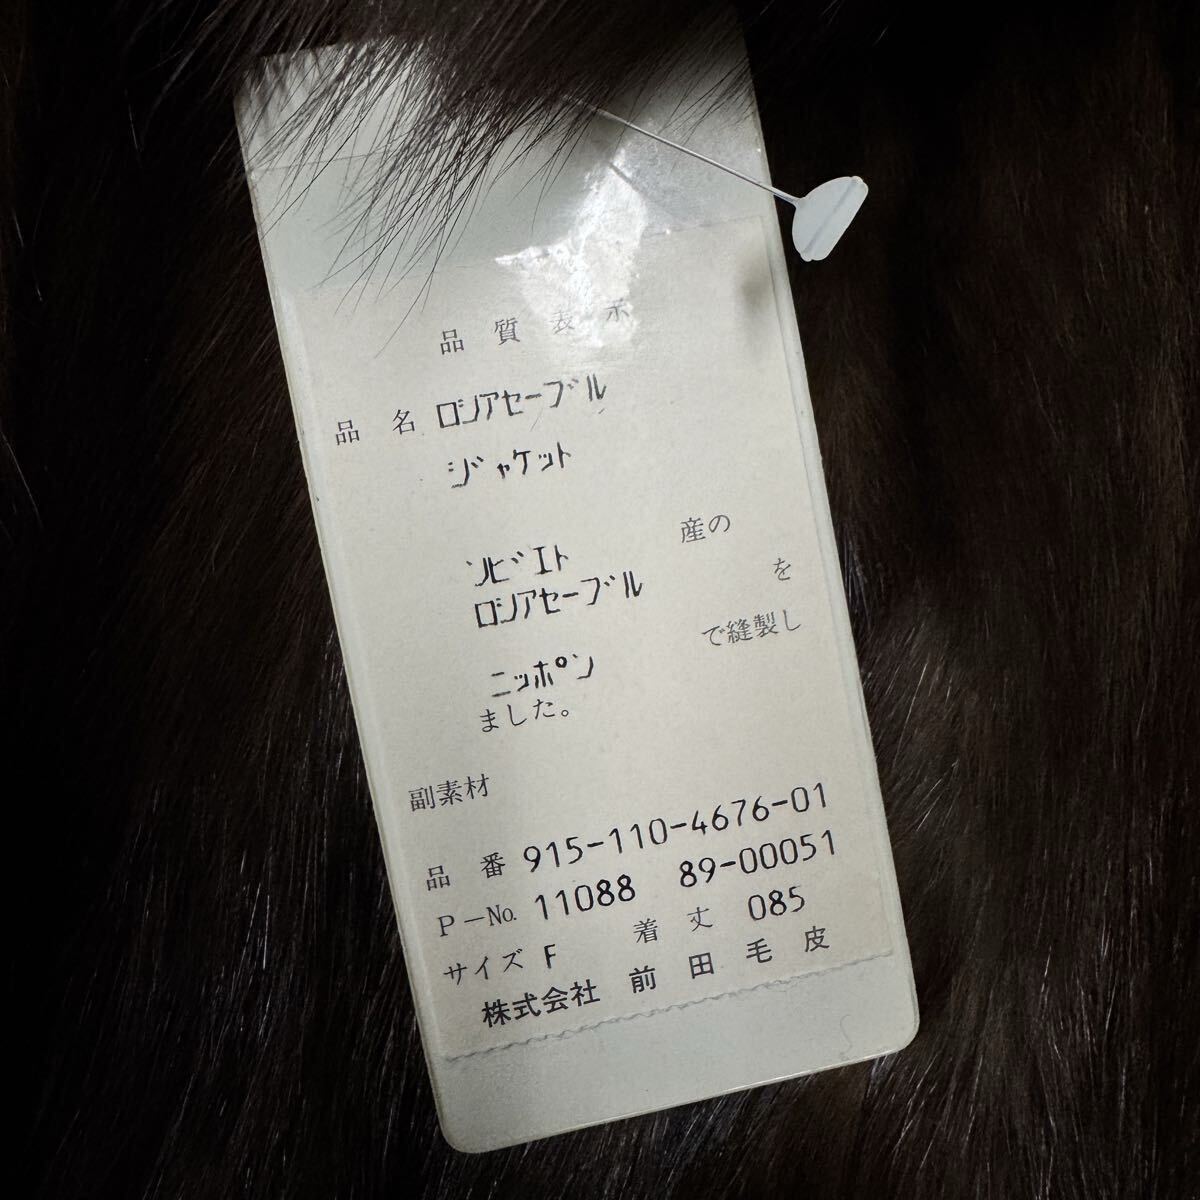 品質表示
品名 ロシアセーブル
ジャケット
ソビエト 産の
ロシアセーブル を
ニッポン で縫製し
ました。
副素材
品番 915-110-4676-01
P-No. 11088 89-00051
サイズ F 着丈 085
株式会社 前田毛皮